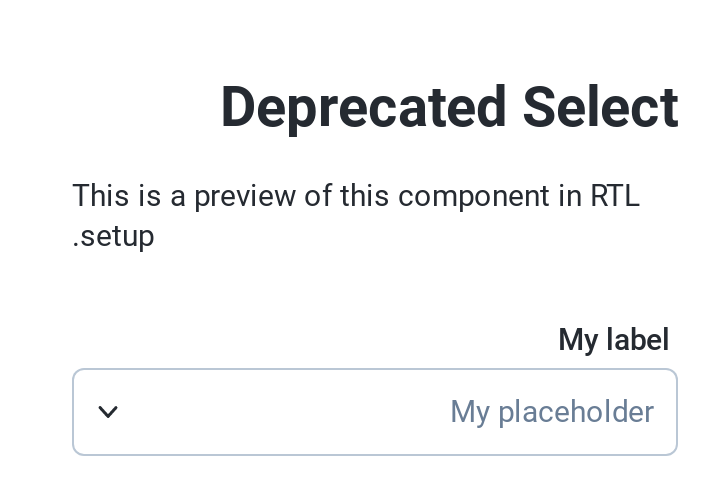 Deprecated Select
This is a preview of this component in RTL
.setup
My label
My placeholder